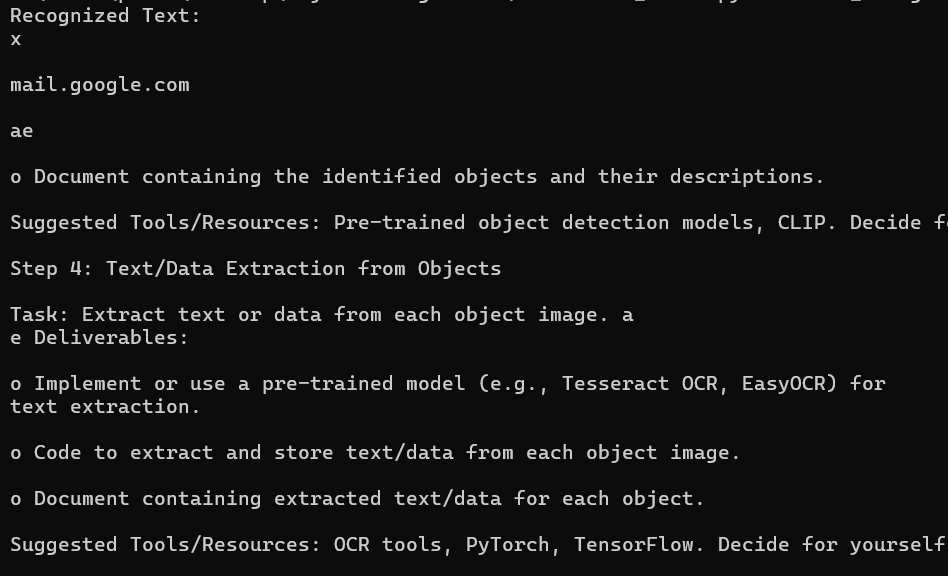 Recognized Text:
x
mail.google.com
ae
o Document containing the identified objects and their descriptions.
Suggested Tools/Resources: Pre-trained object detection models, CLIP. Decide
Step 4: Text/Data Extraction from Objects
Task: Extract text or data from each object image. a
e Deliverables:
o Implement or use a pre-trained model (e.g., Tesseract OCR, EasyOCR) for
text extraction.
o Code to extract and store text/data from each object image.
o Document containing extracted text/data for each object.
Suggested Tools/Resources: OCR tools, PyTorch, TensorFlow. Decide for yourself